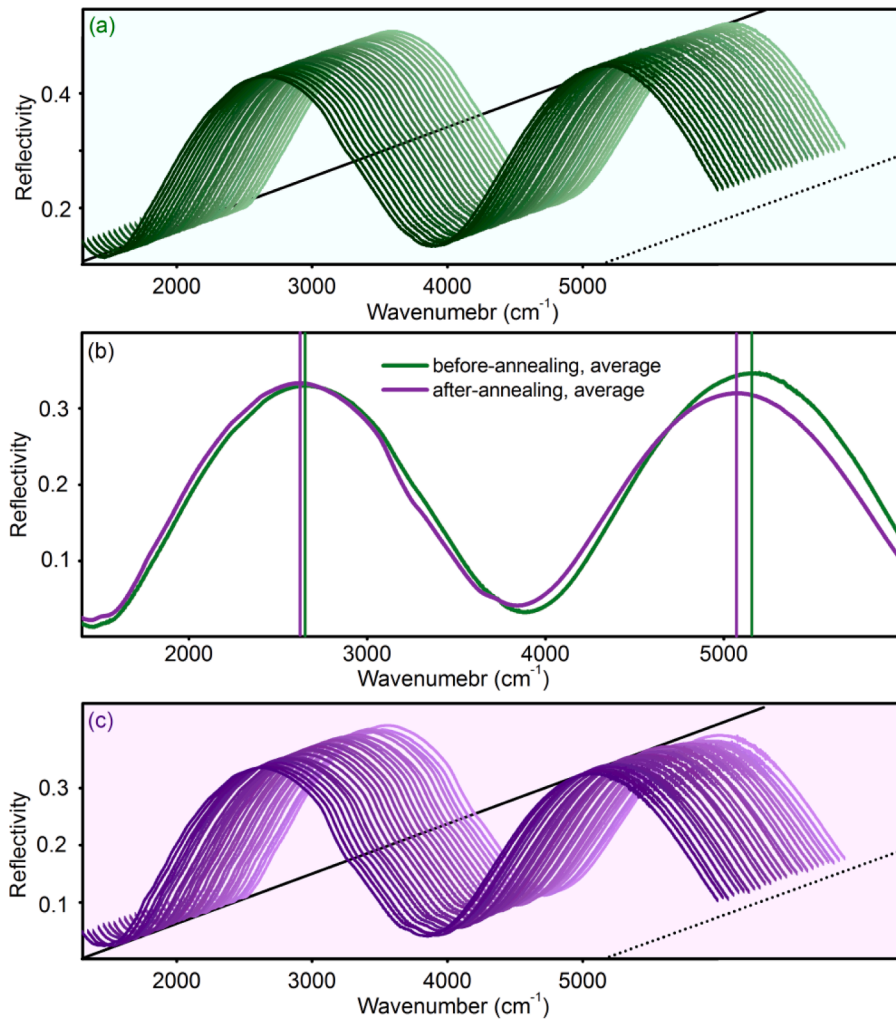 (a)
0.4
0.2
Reflectivity
2000 3000 4000 5000
Wavenumebr (cm-1)
(b)
before-annealing, average
after-annealing, average
0.3
0.2
0.1
Reflectivity
2000 3000 4000 5000
Wavenumebr (cm-1)
(c)
0.3
0.2
0.1
Reflectivity
2000 3000 4000 5000
Wavenumber (cm-1)